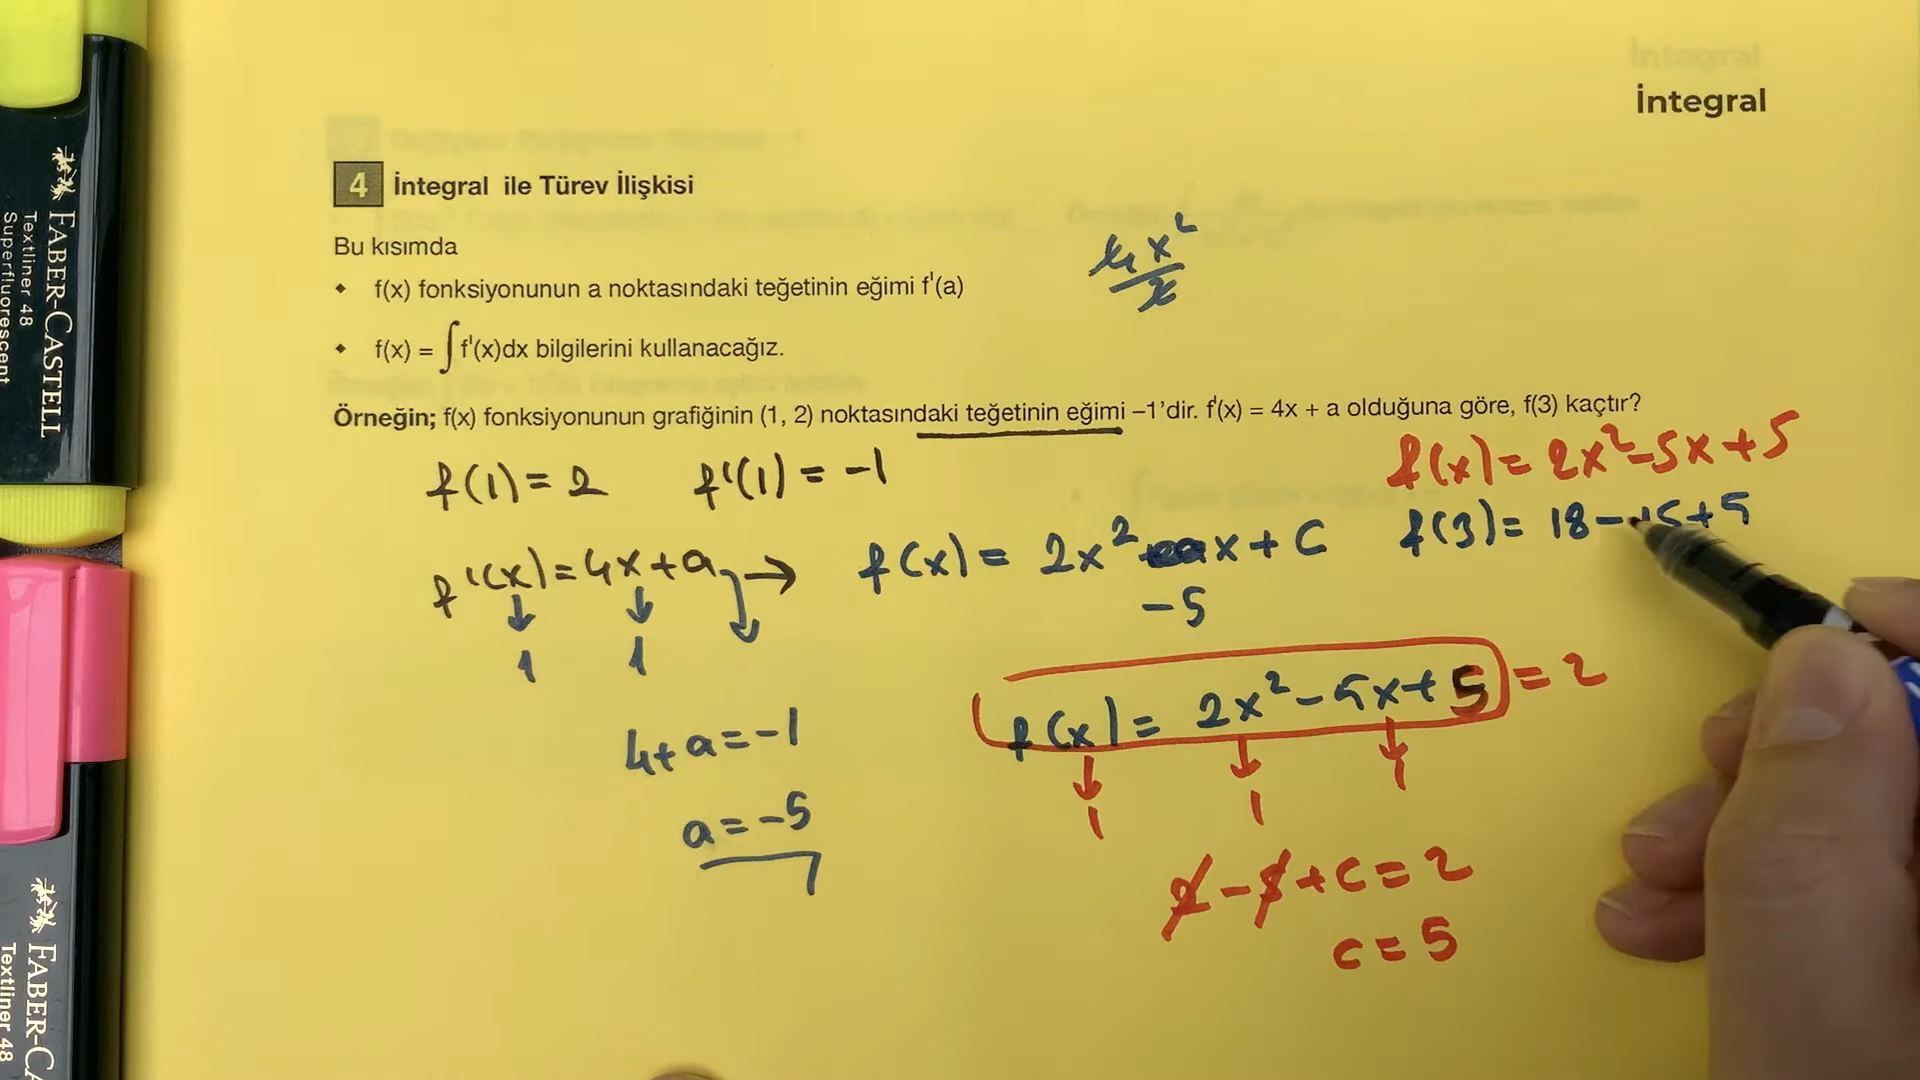 İntegral
4 İntegral ile Türev İlişkisi
Bu kısımda
f(x) fonksiyonunun a noktasındaki teğetinin eğimi f'(a)
f(x) = ∫f'(x)dx bilgilerini kullanacağız.
4x²/2
Örneğin; f(x) fonksiyonunun grafiğinin (1, 2) noktasındaki teğetinin eğimi –1'dir. f'(x) = 4x + a olduğuna göre, f(3) kaçtır?
f(1) = 2 f'(1) = -1
f'(x) = 4x + a →
1 1
4 + a = -1
a = -5
f(x) = 2x² x + C
-5
f(x) = 2x² - 5x + 5 = 2
1 1 1
2 - 5 + c = 2
c = 5
f(x) = 2x² - 5x + 5
f(3) = 18 - 15 + 5
FABER-CASTELL
Textliner 48
Superfluorescent
FABER-CA
Textliner 48